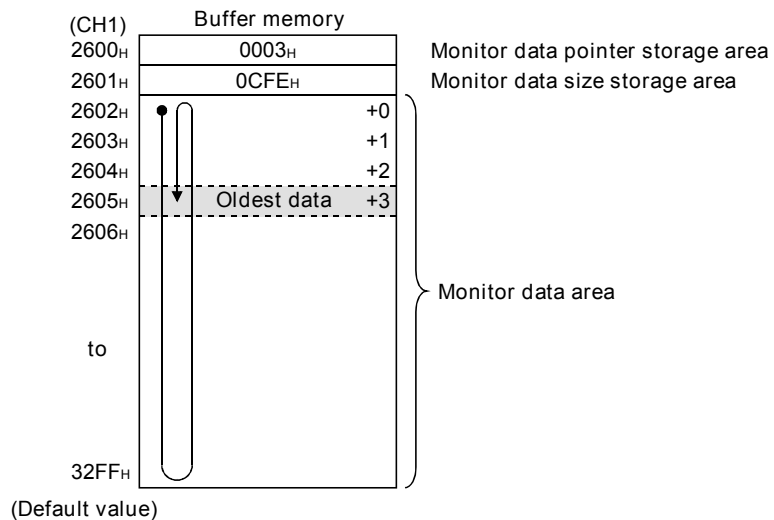 (CH1) Buffer memory
2600H 0003H Monitor data pointer storage area
2601H 0CFEH Monitor data size storage area
2602H +0
2603H +1
2604H +2
2605H Oldest data +3
2606H
Monitor data area
to
32FFH
(Default value)